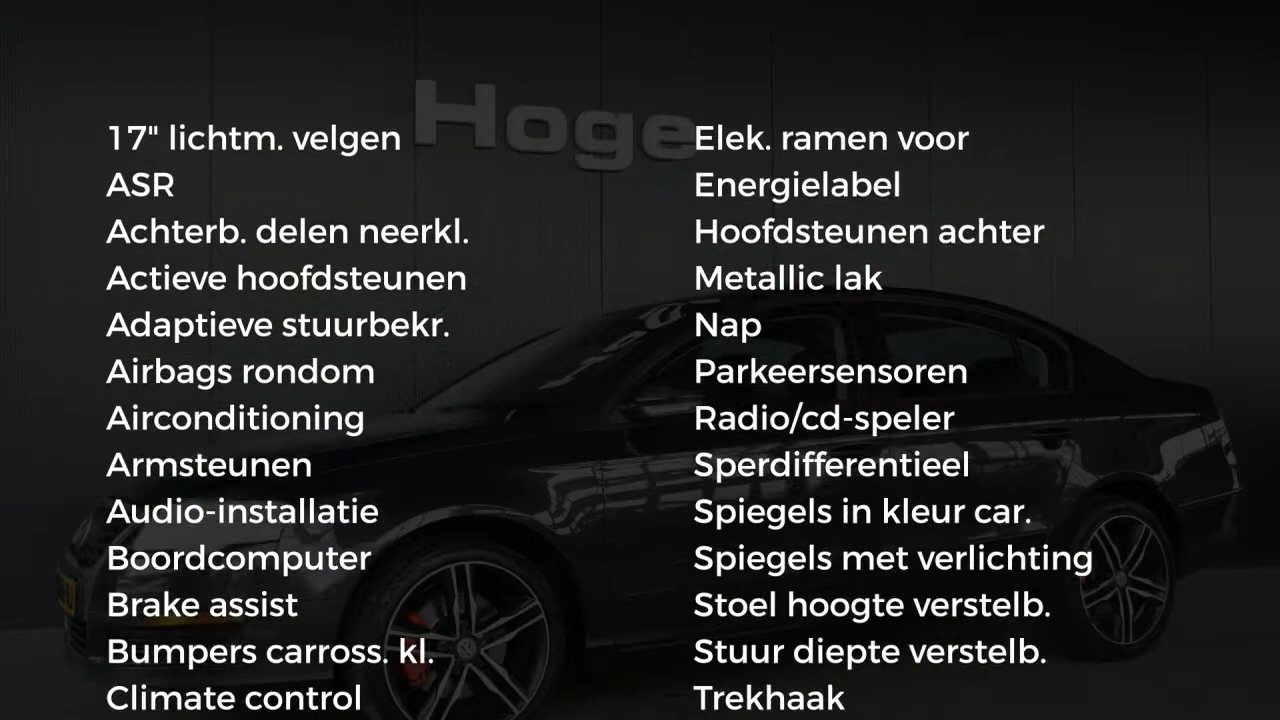 Hoge
17" lichtm. velgen
ASR
Achterb. delen neerkl.
Actieve hoofdsteunen
Adaptieve stuurbekr.
Airbags rondom
Airconditioning
Armsteunen
Audio-installatie
Boordcomputer
Brake assist
Bumpers carross. kl.
Climate control
Elek. ramen voor
Energielabel
Hoofdsteunen achter
Metallic lak
Nap
Parkeersensoren
Radio/cd-speler
Sperdifferentieel
Spiegels in kleur car.
Spiegels met verlichting
Stoel hoogte verstelb.
Stuur diepte verstelb.
Trekhaak